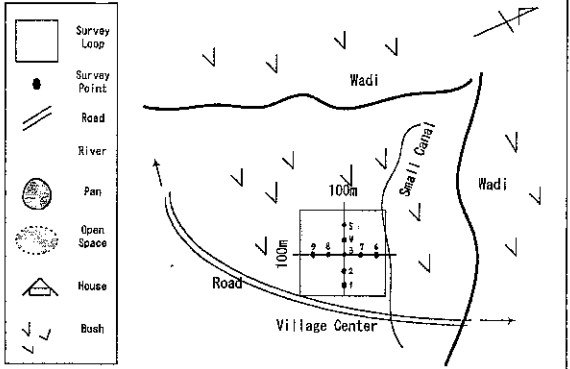 Survey
Loop
Survey
Point
Road
River
Pan
Open
Space
House
Bush
Wadi
Small Canal
Wadi
100m
100m
5
4
9 8 3 7 6
2
1
Road
Village Center